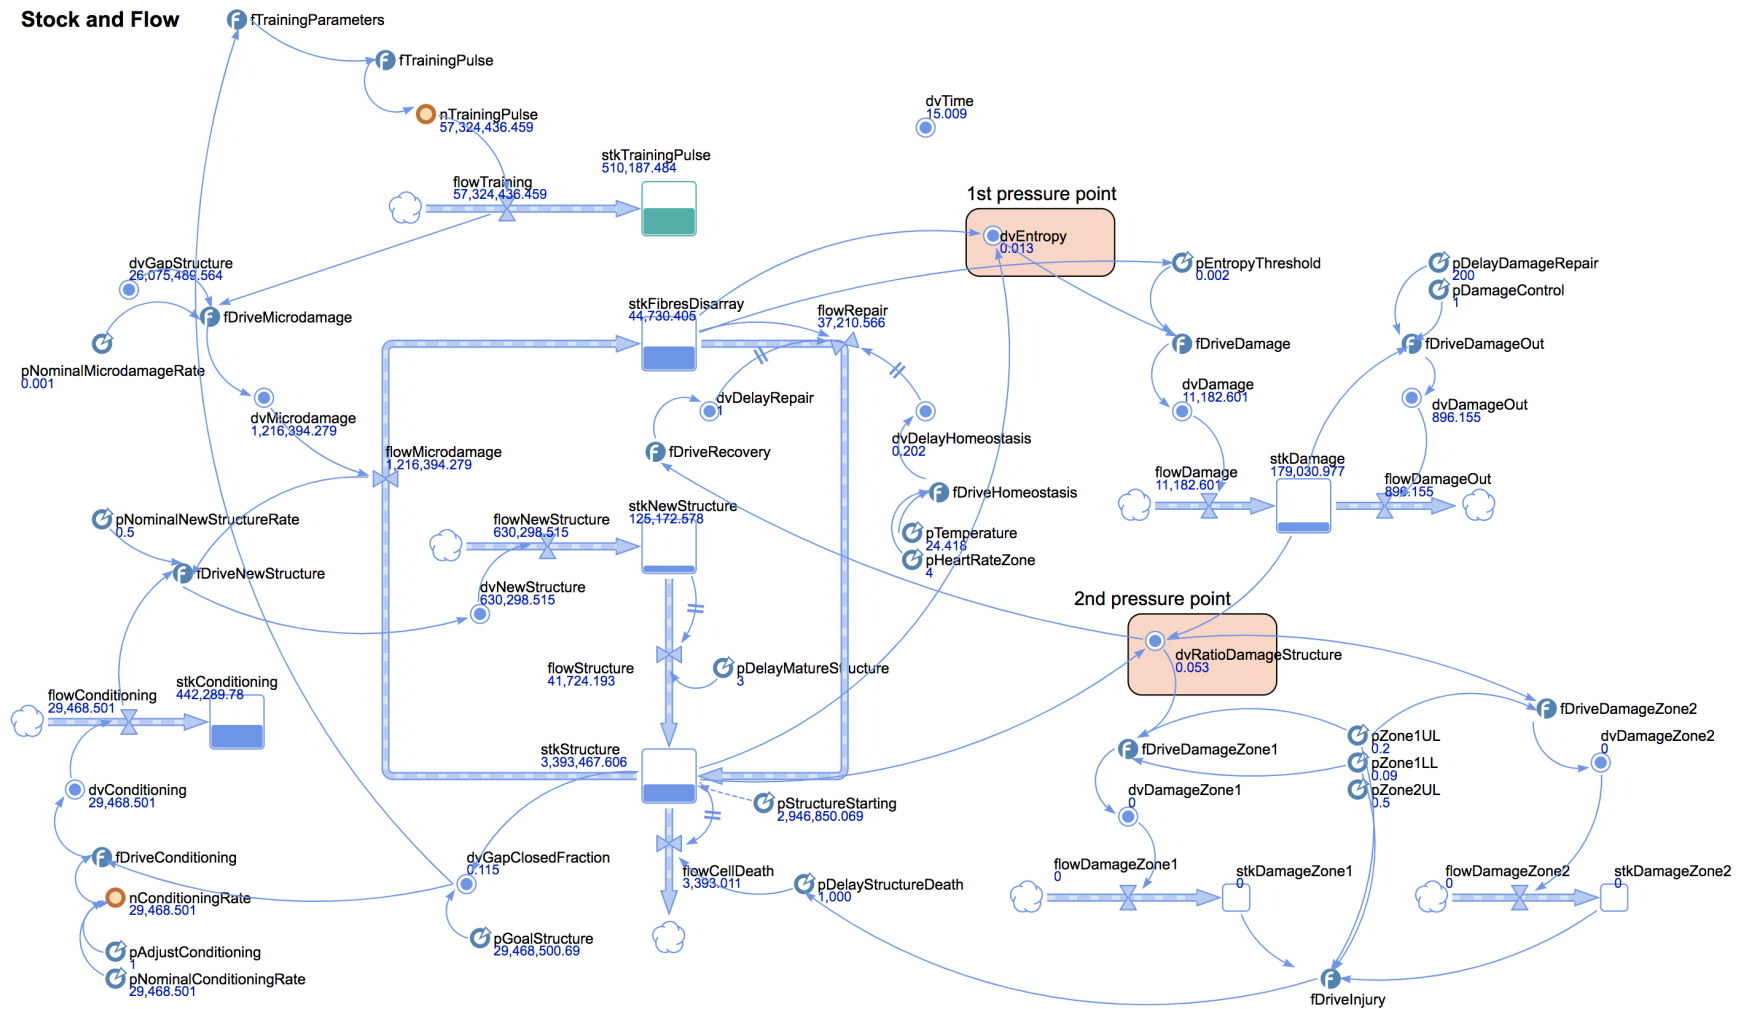 Stock and Flow
fTrainingParameters
fTrainingPulse
nTrainingPulse
57,324,436.459
dvTime
15.009
stkTrainingPulse
510,187.484
flowTraining
57,324,436.459
1st pressure point
dvEntropy
0.013
dvGapStructure
26,075,489.564
pEntropyThreshold
0.002
pDelayDamageRepair
200
pDamageControl
1
stkFibresDisarray
44,730.405
flowRepair
37,210.566
fDriveMicrodamage
fDriveDamage
fDriveDamageOut
pNominalMicrodamageRate
0.001
dvDamage
11,182.601
dvDelayRepair
1
dvDamageOut
896.155
dvMicrodamage
1,216,394.279
dvDelayHomeostasis
0.202
flowMicrodamage
1,216,394.279
fDriveRecovery
stkDamage
179,030.977
flowDamage
11,182.601
flowDamageOut
896.155
fDriveHomeostasis
stkNewStructure
125,172.578
pNominalNewStructureRate
0.5
flowNewStructure
630,298.515
pTemperature
24.418
pHeartRateZone
4
fDriveNewStructure
dvNewStructure
630,298.515
2nd pressure point
dvRatioDamageStructure
0.053
flowStructure
41,724.193
pDelayMatureStructure
3
stkConditioning
442,289.78
flowConditioning
29,468.501
fDriveDamageZone2
pZone1UL
0.2
dvDamageZone2
0
stkStructure
3,393,467.606
fDriveDamageZone1
pZone1LL
0.09
dvConditioning
29,468.501
dvDamageZone1
0
pZone2UL
0.5
pStructureStarting
2,946,850.069
fDriveConditioning
dvGapClosedFraction
0.115
flowCellDeath
3,393.011
pDelayStructureDeath
1,000
flowDamageZone1
0
stkDamageZone1
0
flowDamageZone2
0
stkDamageZone2
0
nConditioningRate
29,468.501
pGoalStructure
29,468,500.69
pAdjustConditioning
1
pNominalConditioningRate
29,468.501
fDriveInjury